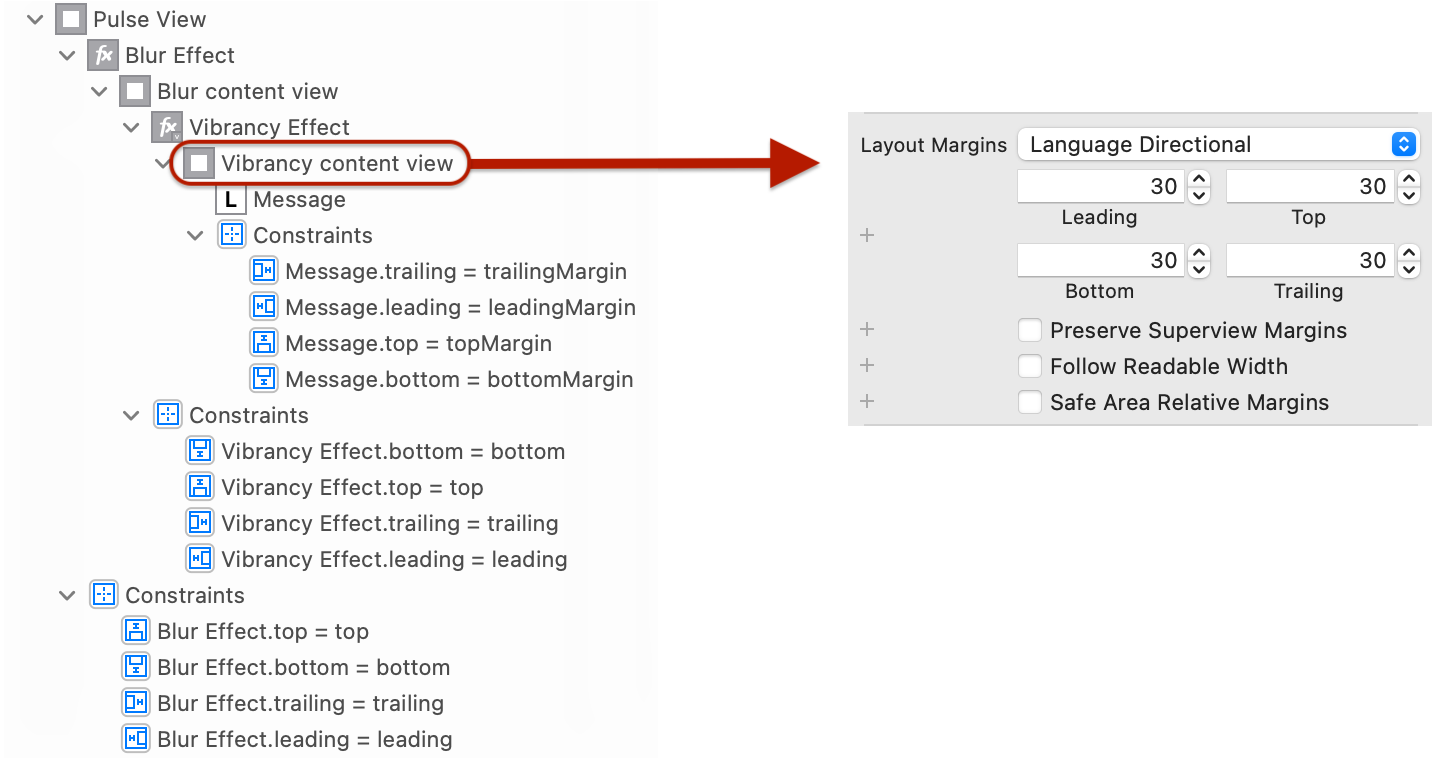 Pulse View
fx Blur Effect
Blur content view
fx v Vibrancy Effect
Vibrancy content view
L Message
Constraints
Message.trailing = trailingMargin
Message.leading = leadingMargin
Message.top = topMargin
Message.bottom = bottomMargin
Constraints
Vibrancy Effect.bottom = bottom
Vibrancy Effect.top = top
Vibrancy Effect.trailing = trailing
Vibrancy Effect.leading = leading
Constraints
Blur Effect.top = top
Blur Effect.bottom = bottom
Blur Effect.trailing = trailing
Blur Effect.leading = leading
Layout Margins Language Directional
30 30
Leading Top
+
30 30
Bottom Trailing
+ Preserve Superview Margins
+ Follow Readable Width
+ Safe Area Relative Margins